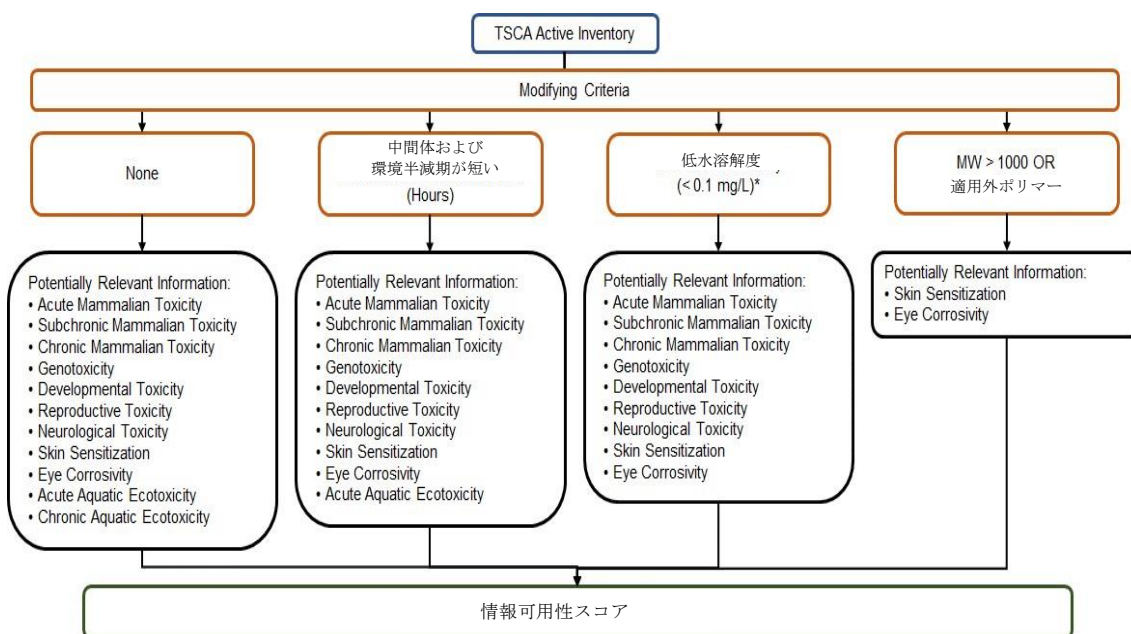 TSCA Active Inventory
Modifying Criteria
None
中間体および
環境半減期が短い
(Hours)
低水溶解度
(<0.1 mg/L)*
MW > 1000 OR
適用外ポリマー
Potentially Relevant Information:
• Acute Mammalian Toxicity
• Subchronic Mammalian Toxicity
• Chronic Mammalian Toxicity
• Genotoxicity
• Developmental Toxicity
• Reproductive Toxicity
• Neurological Toxicity
• Skin Sensitization
• Eye Corrosivity
• Acute Aquatic Ecotoxicity
• Chronic Aquatic Ecotoxicity
Potentially Relevant Information:
• Acute Mammalian Toxicity
• Subchronic Mammalian Toxicity
• Chronic Mammalian Toxicity
• Genotoxicity
• Developmental Toxicity
• Reproductive Toxicity
• Neurological Toxicity
• Skin Sensitization
• Eye Corrosivity
• Acute Aquatic Ecotoxicity
Potentially Relevant Information:
• Acute Mammalian Toxicity
• Subchronic Mammalian Toxicity
• Chronic Mammalian Toxicity
• Genotoxicity
• Developmental Toxicity
• Reproductive Toxicity
• Neurological Toxicity
• Skin Sensitization
• Eye Corrosivity
Potentially Relevant Information:
• Skin Sensitization
• Eye Corrosivity
情報可用性スコア